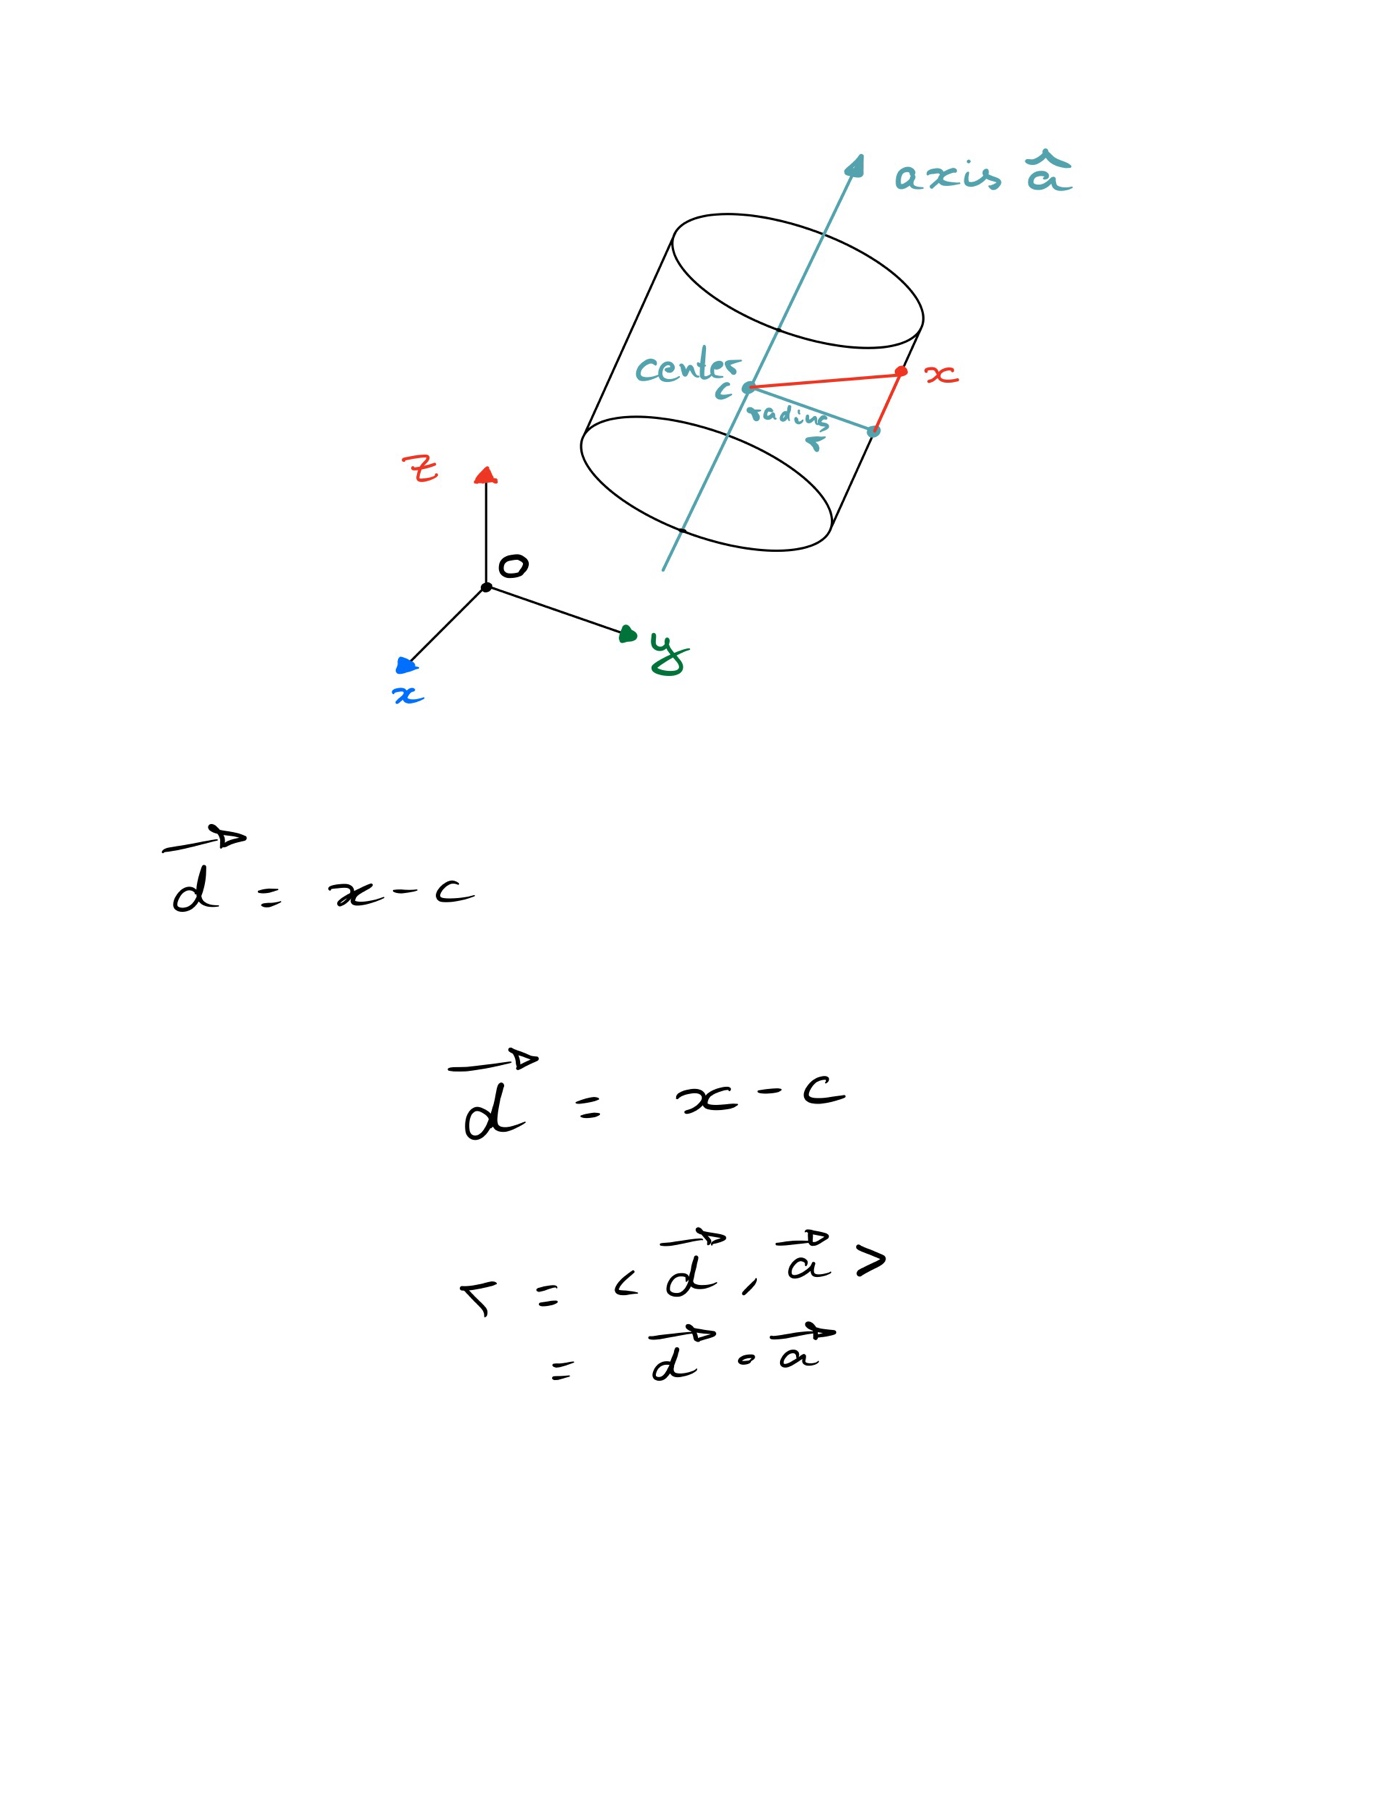 axis â
center
c
x
radius
r
z
O
y
x
d⃗ = x - c
d⃗ = x - c
r = < d⃗ , a⃗ >
= d⃗ • a⃗